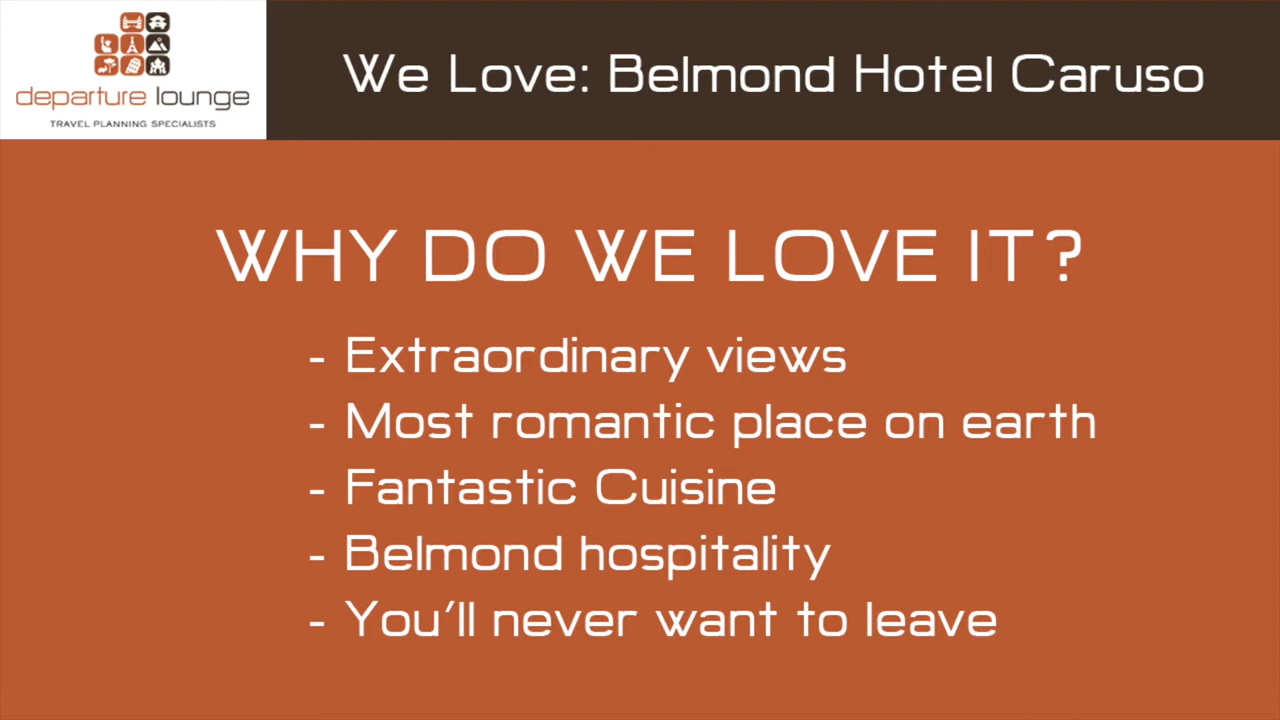 departure lounge
TRAVEL PLANNING SPECIALISTS
We Love: Belmond Hotel Caruso
WHY DO WE LOVE IT?
- Extraordinary views
- Most romantic place on earth
- Fantastic Cuisine
- Belmond hospitality
- You'll never want to leave